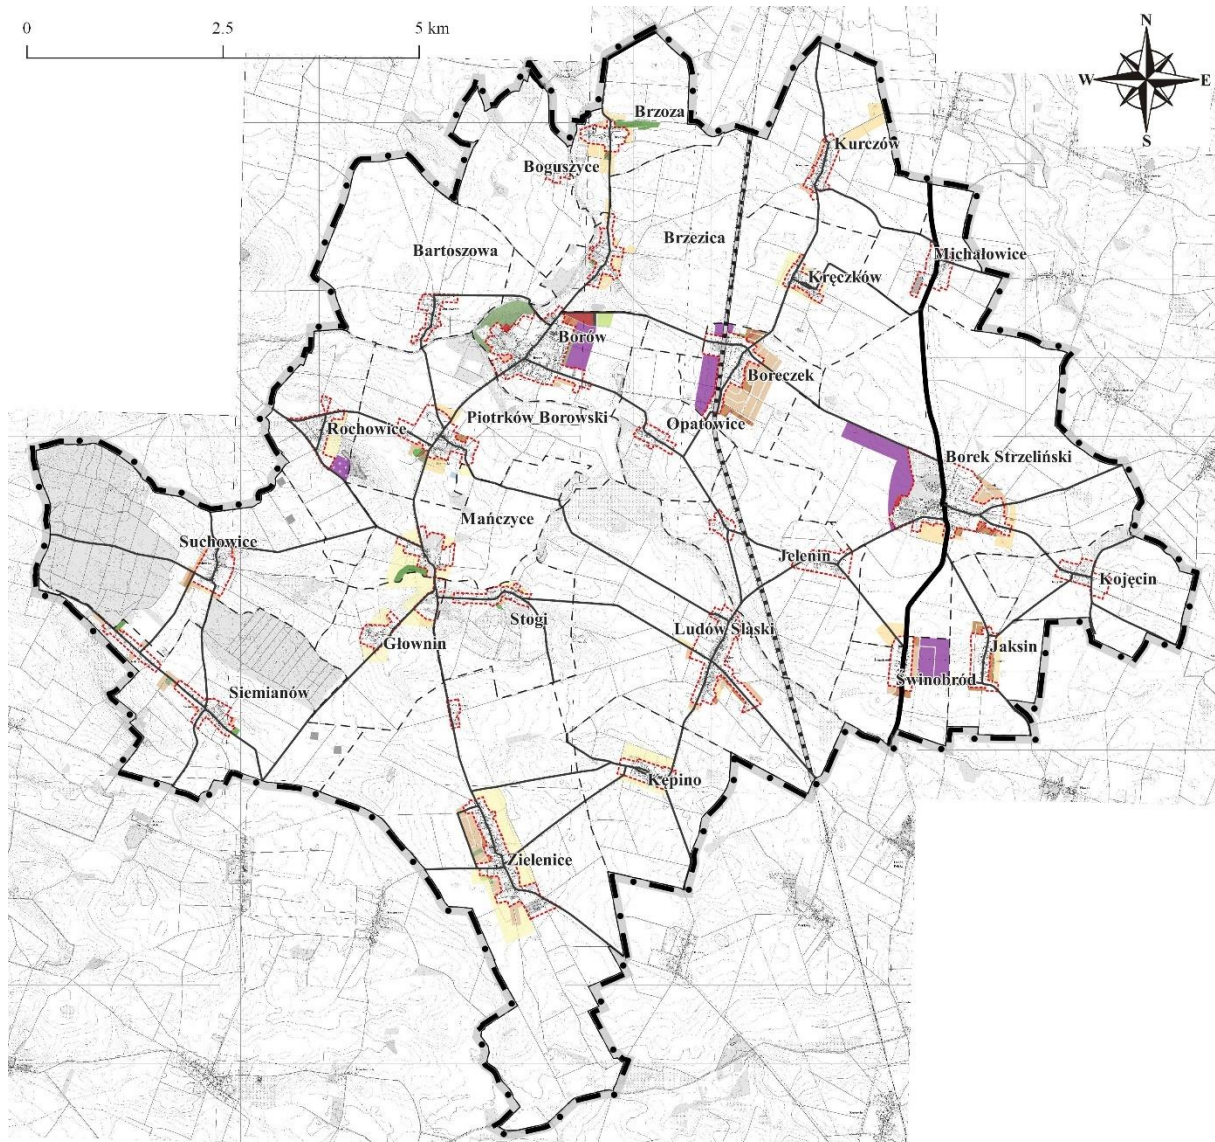 0 2.5 5 km
N
W E
S
Brzoza
Kurczów
Boguszyce
Brzezica
Bartoszowa
Michałowice
Kręczków
Borów
Boreczek
Piotrków Borowski
Opatowice
Rochowice
Borek Strzeliński
Mańczyce
Suchowice
Jelenin
Kojęcin
Stogi
Ludów Śląski
Głownin
Jaksin
Świnobród
Siemianów
Kępino
Zielenice